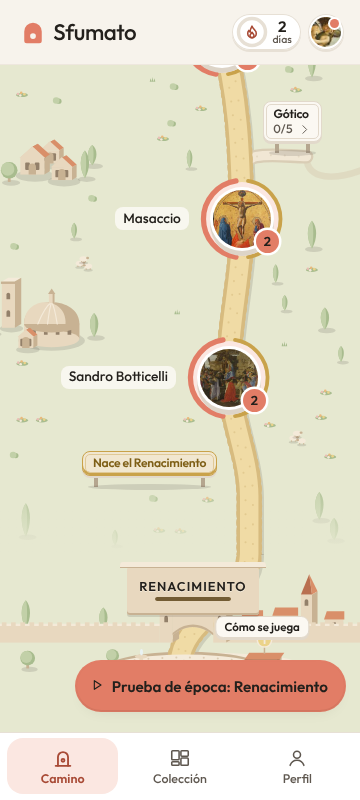 Sfumato
2
días
Gótico
0/5
Masaccio
2
Sandro Botticelli
2
Nace el Renacimiento
RENACIMIENTO
Cómo se juega
Prueba de época: Renacimiento
Camino
Colección
Perfil